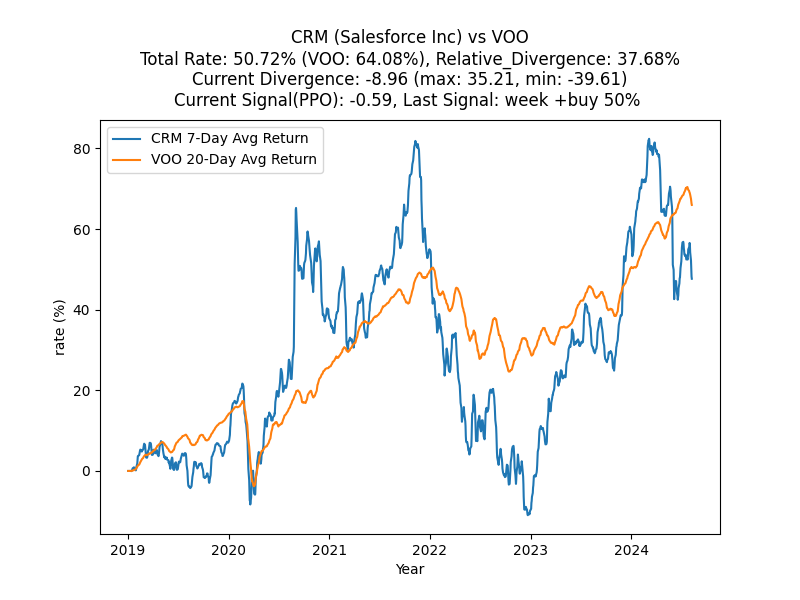 CRM (Salesforce Inc) vs VOO
Total Rate: 50.72% (VOO: 64.08%), Relative_Divergence: 37.68%
Current Divergence: -8.96 (max: 35.21, min: -39.61)
Current Signal(PPO): -0.59, Last Signal: week +buy 50%
CRM 7-Day Avg Return
VOO 20-Day Avg Return
80
60
40
20
0
rate (%)
2019 2020 2021 2022 2023 2024
Year